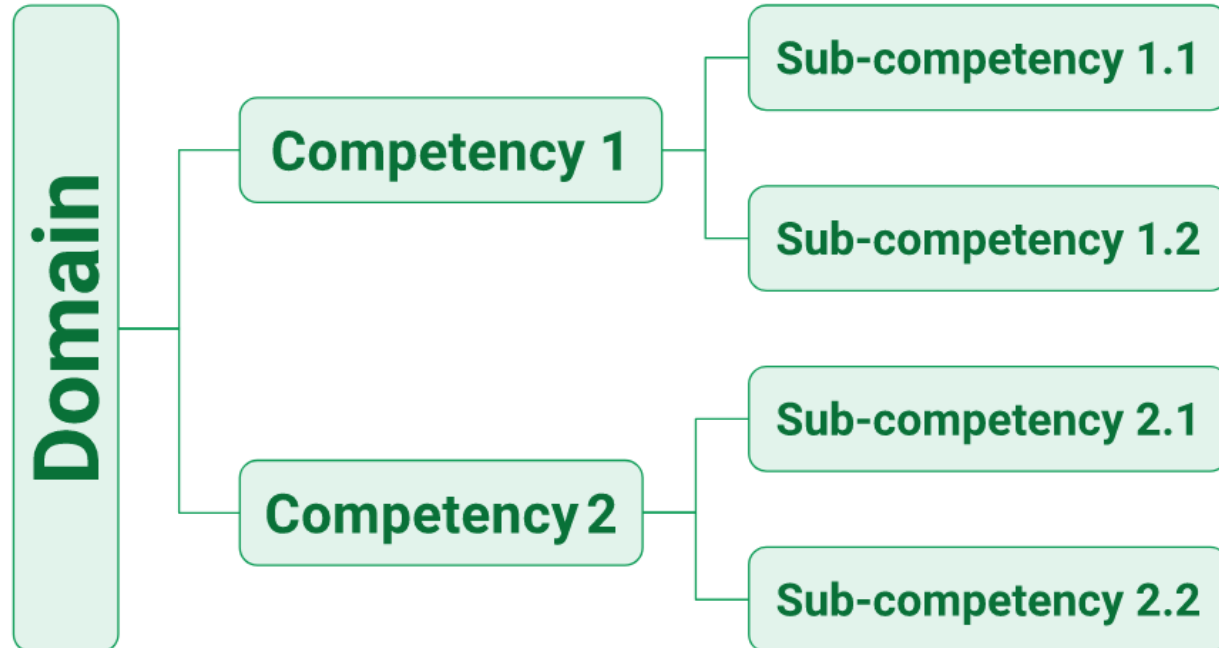 Domain
Competency 1
Sub-competency 1.1
Sub-competency 1.2
Competency 2
Sub-competency 2.1
Sub-competency 2.2